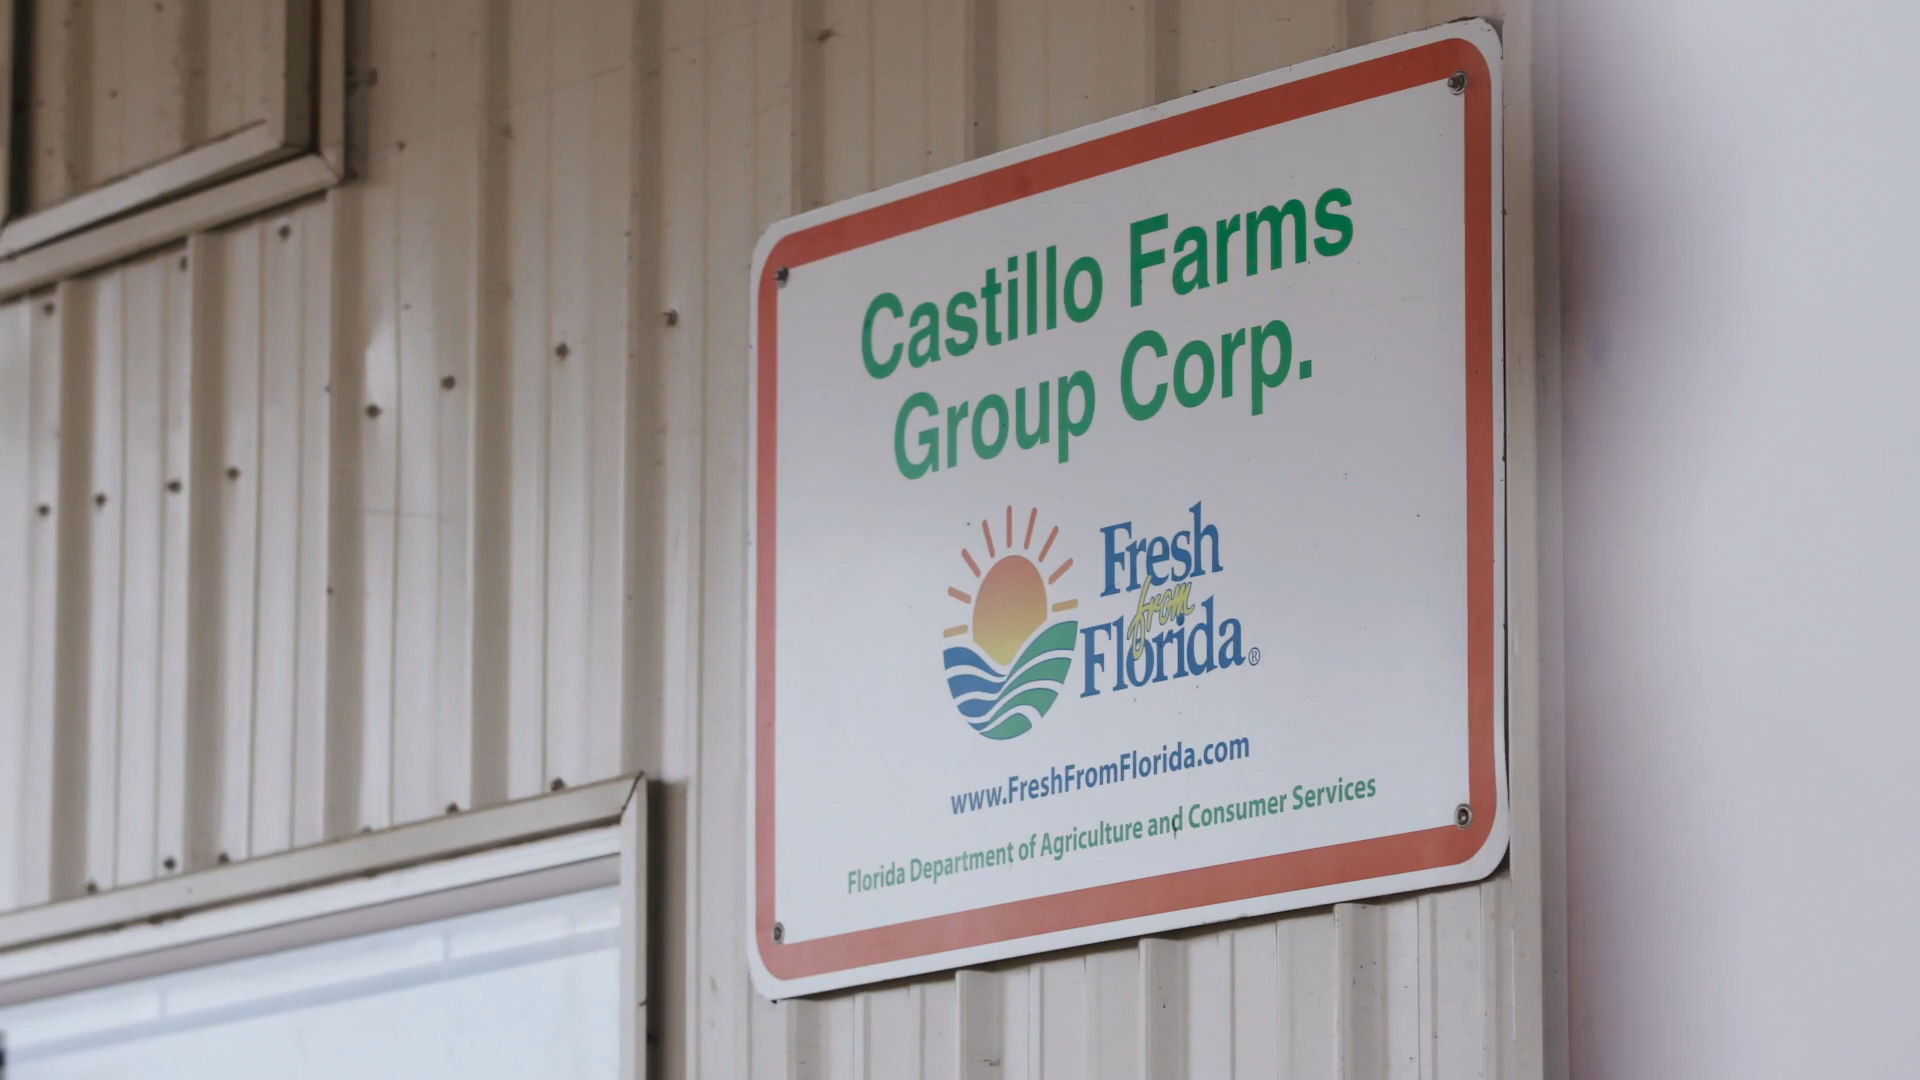 Castillo Farms
Group Corp.
Fresh
from
Florida®
www.FreshFromFlorida.com
Florida Department of Agriculture and Consumer Services